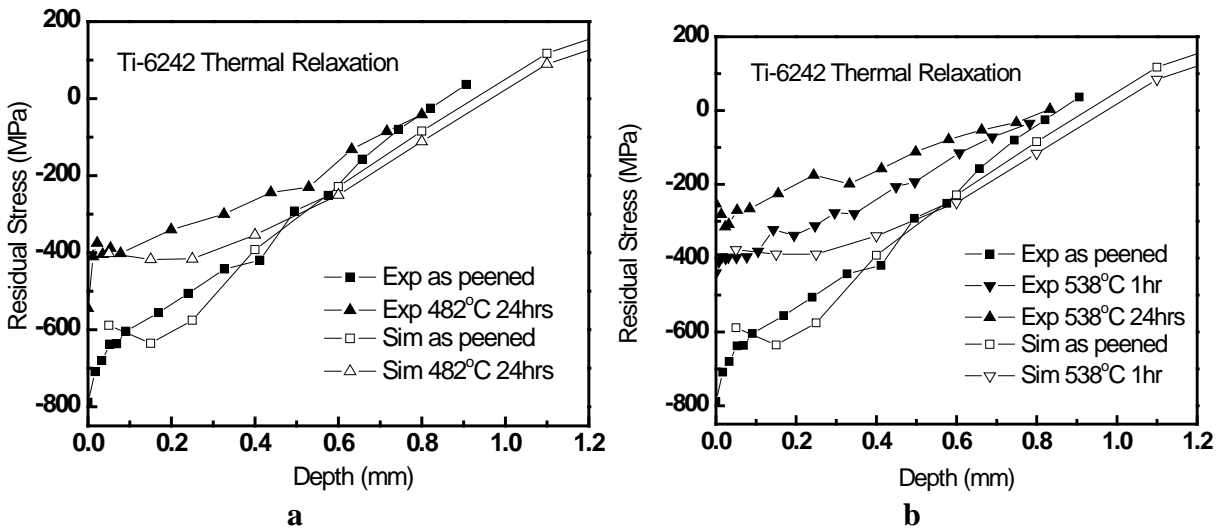 200
0
-200
-400
-600
-800
Residual Stress (MPa)
Ti-6242 Thermal Relaxation
Exp as peened
Exp 482°C 24hrs
Sim as peened
Sim 482°C 24hrs
0.0 0.2 0.4 0.6 0.8 1.0 1.2
Depth (mm)
a
200
0
-200
-400
-600
-800
Residual Stress (MPa)
Ti-6242 Thermal Relaxation
Exp as peened
Exp 538°C 1hr
Exp 538°C 24hrs
Sim as peened
Sim 538°C 1hr
0.0 0.2 0.4 0.6 0.8 1.0 1.2
Depth (mm)
b